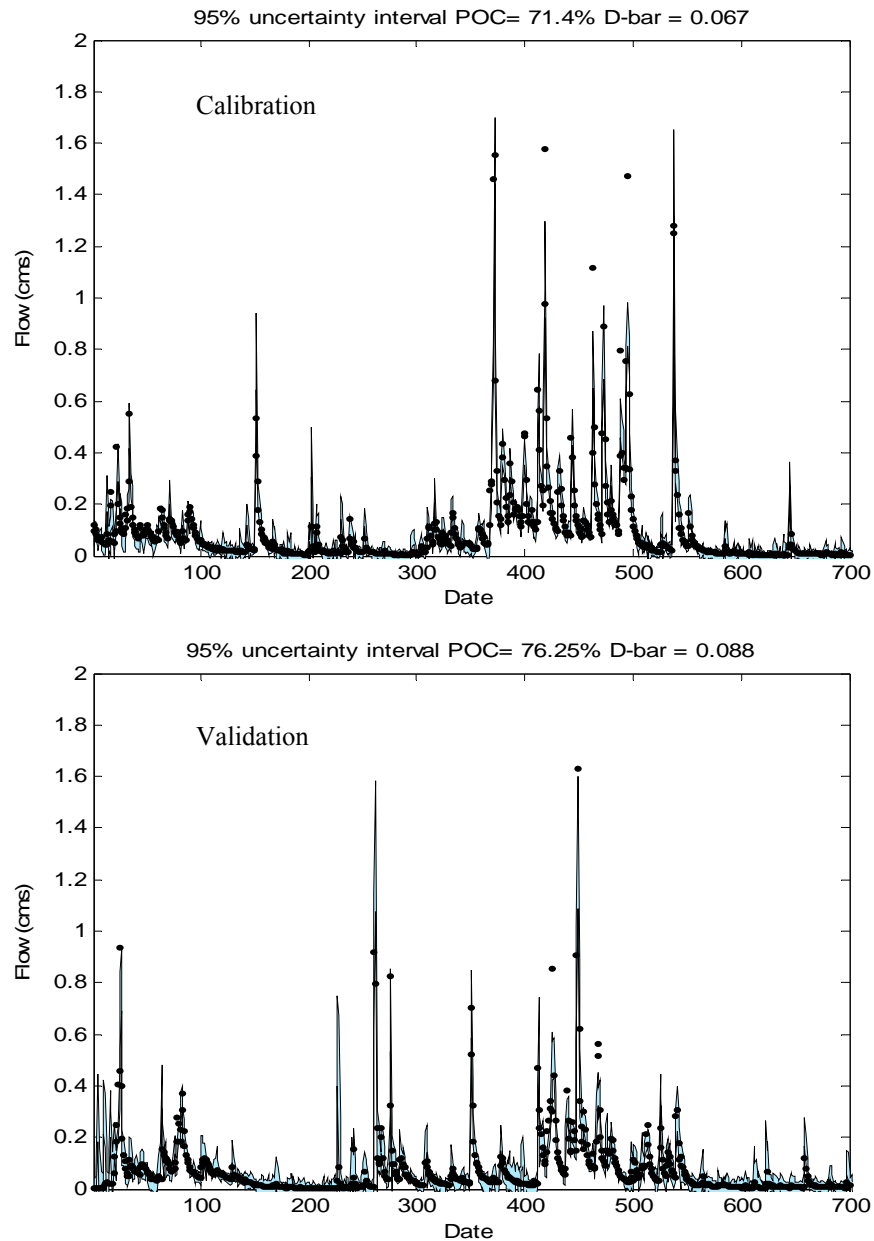 95% uncertainty interval POC= 71.4% D-bar = 0.067
2
1.8
Calibration
1.6
1.4
1.2
Flow (cms)
1
0.8
0.6
0.4
0.2
0
100 200 300 400 500 600 700
Date
95% uncertainty interval POC= 76.25% D-bar = 0.088
2
1.8
Validation
1.6
1.4
1.2
Flow (cms)
1
0.8
0.6
0.4
0.2
0
100 200 300 400 500 600 700
Date